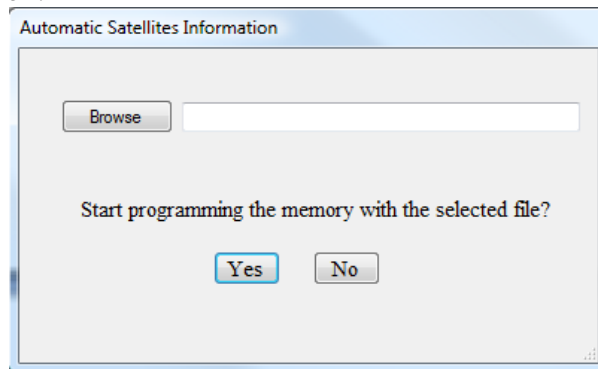 Automatic Satellites Information
Browse
Start programming the memory with the selected file?
Yes No